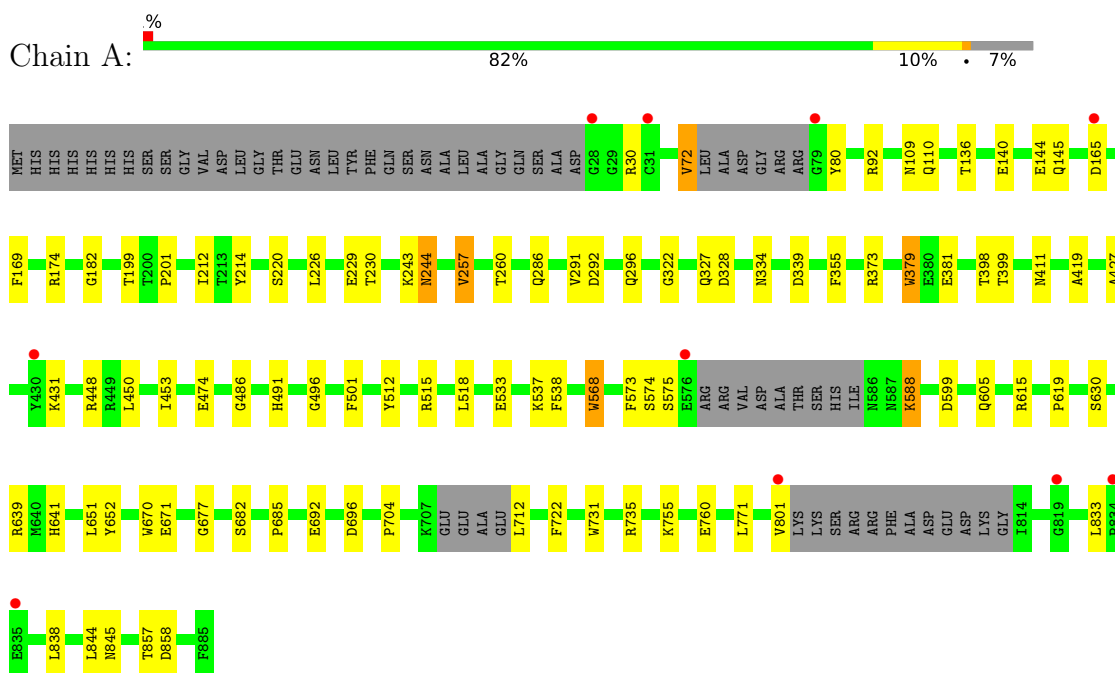 .%
Chain A:
82% 10% • 7%
MET HIS HIS HIS HIS HIS HIS SER SER GLY VAL ASP LEU GLY THR GLU ASN LEU TYR PHE GLN SER ASN ALA LEU ALA GLY GLN SER ALA ASP G28 G29 R30 C31 V72 LEU ALA ASP GLY ARG ARG G79 Y80 R92 N109 Q110 T136 E140 E144 Q145 D165
F169 R174 G182 T199 T200 P201 I212 T213 Y214 S220 L226 E229 T230 K243 N244 V257 T260 Q286 V291 D292 Q296 G322 Q327 D328 N334 D339 F355 R373 W379 E380 E381 T398 T399 N411 A419 A427
Y430 K431 R448 R449 L450 I453 E474 G486 H491 G496 F501 Y512 R515 L518 E533 K537 F538 W568 F573 S574 S575 E576 ARG ARG VAL ASP ALA THR SER HIS ILE N586 N587 K588 D599 Q605 R615 P619 S630
R639 M640 H641 L651 Y652 W670 E671 G677 S682 P685 E692 D696 P704 K707 GLU GLU ALA GLU L712 F722 W731 R735 K755 E760 L771 V801 LYS LYS SER ARG ARG PHE ALA ASP GLU ASP LYS GLY I814 G819 L833
E835 L838 L844 N845 T857 D858 F885